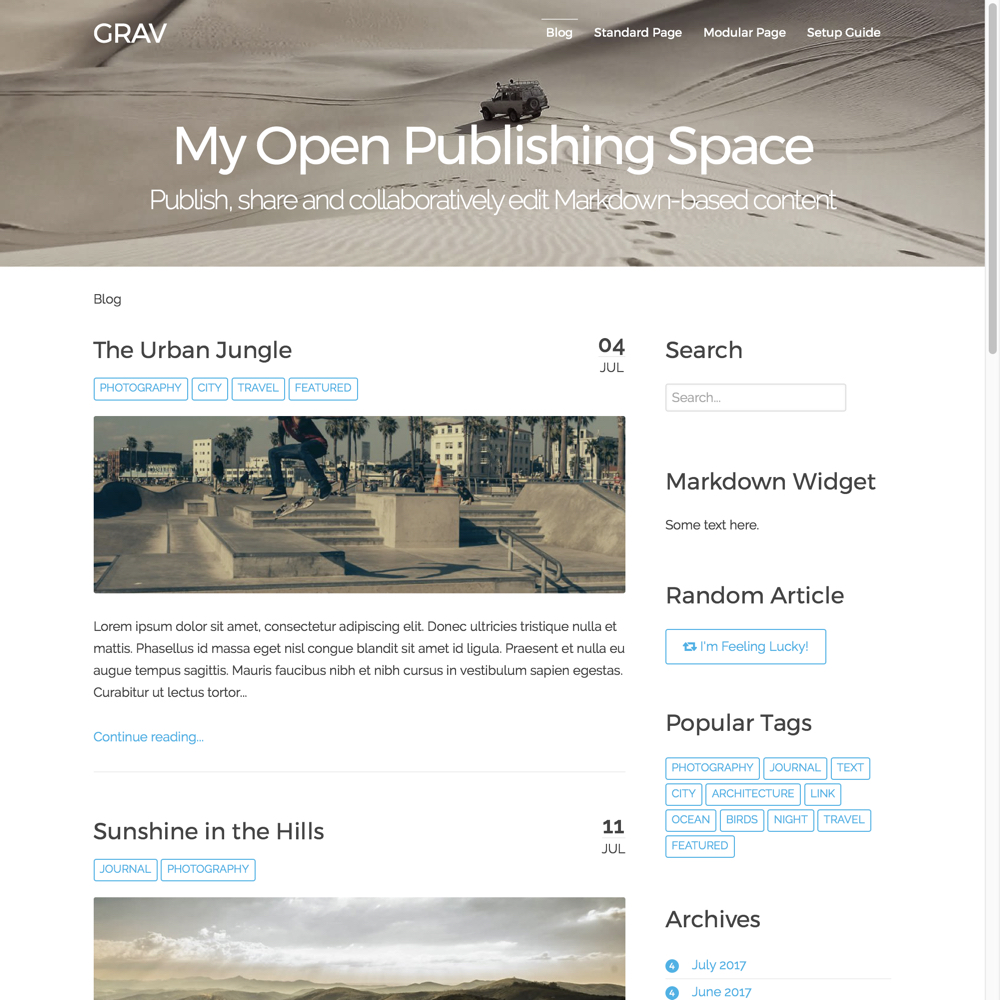 GRAV
Blog Standard Page Modular Page Setup Guide
My Open Publishing Space
Publish, share and collaboratively edit Markdown-based content
Blog
The Urban Jungle
04
JUL
PHOTOGRAPHY CITY TRAVEL FEATURED
Lorem ipsum dolor sit amet, consectetur adipiscing elit. Donec ultricies tristique nulla et
mattis. Phasellus id massa eget nisl congue blandit sit amet id ligula. Praesent et nulla eu
augue tempus sagittis. Mauris faucibus nibh et nibh cursus in vestibulum sapien egestas.
Curabitur ut lectus tortor...
Continue reading...
Sunshine in the Hills
11
JUL
JOURNAL PHOTOGRAPHY
Search
Search...
Markdown Widget
Some text here.
Random Article
I'm Feeling Lucky!
Popular Tags
PHOTOGRAPHY JOURNAL TEXT
CITY ARCHITECTURE LINK
OCEAN BIRDS NIGHT TRAVEL
FEATURED
Archives
4 July 2017
4 June 2017